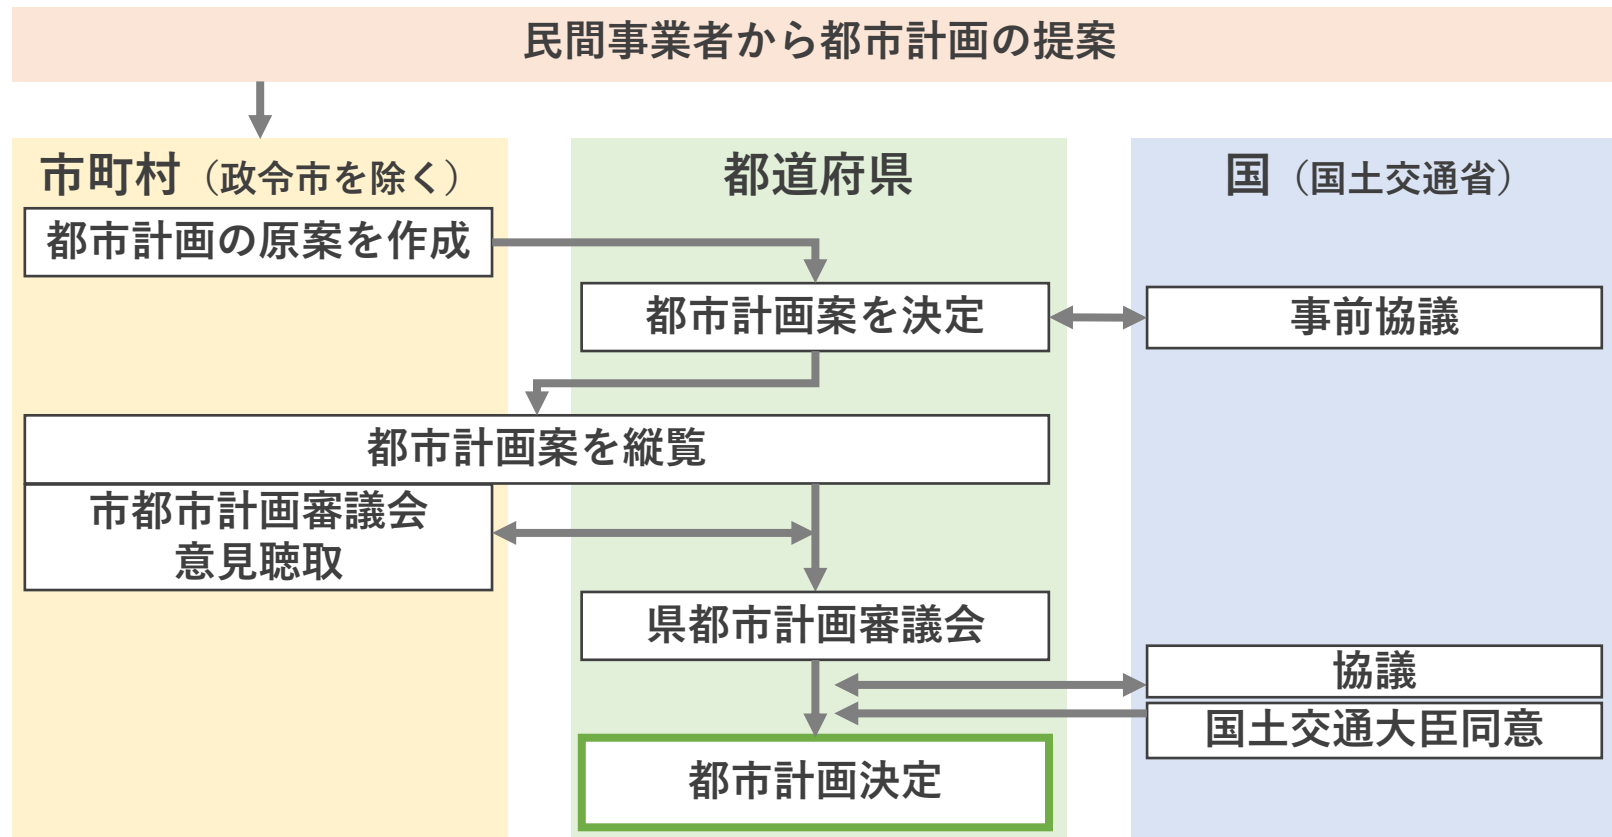 民間事業者から都市計画の提案
市町村（政令市を除く）
都道府県
国（国土交通省）
都市計画の原案を作成
都市計画案を決定
事前協議
都市計画案を縦覧
市都市計画審議会
意見聴取
県都市計画審議会
協議
国土交通大臣同意
都市計画決定